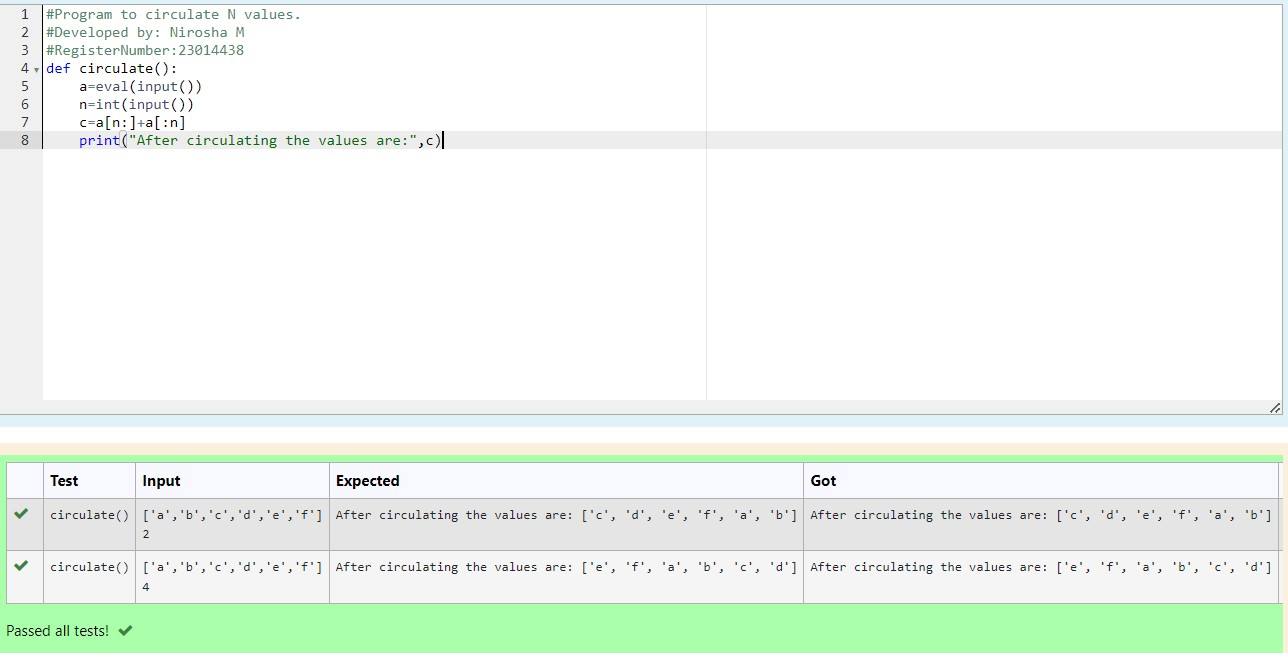 1 #Program to circulate N values.
2 #Developed by: Nirosha M
3 #RegisterNumber:23014438
4 def circulate():
5     a=eval(input())
6     n=int(input())
7     c=a[n:]+a[:n]
8     print("After circulating the values are:",c)
Test Input Expected Got
circulate() ['a','b','c','d','e','f'] After circulating the values are: ['c', 'd', 'e', 'f', 'a', 'b'] After circulating the values are: ['c', 'd', 'e', 'f', 'a', 'b']
2
circulate() ['a','b','c','d','e','f'] After circulating the values are: ['e', 'f', 'a', 'b', 'c', 'd'] After circulating the values are: ['e', 'f', 'a', 'b', 'c', 'd']
4
Passed all tests!